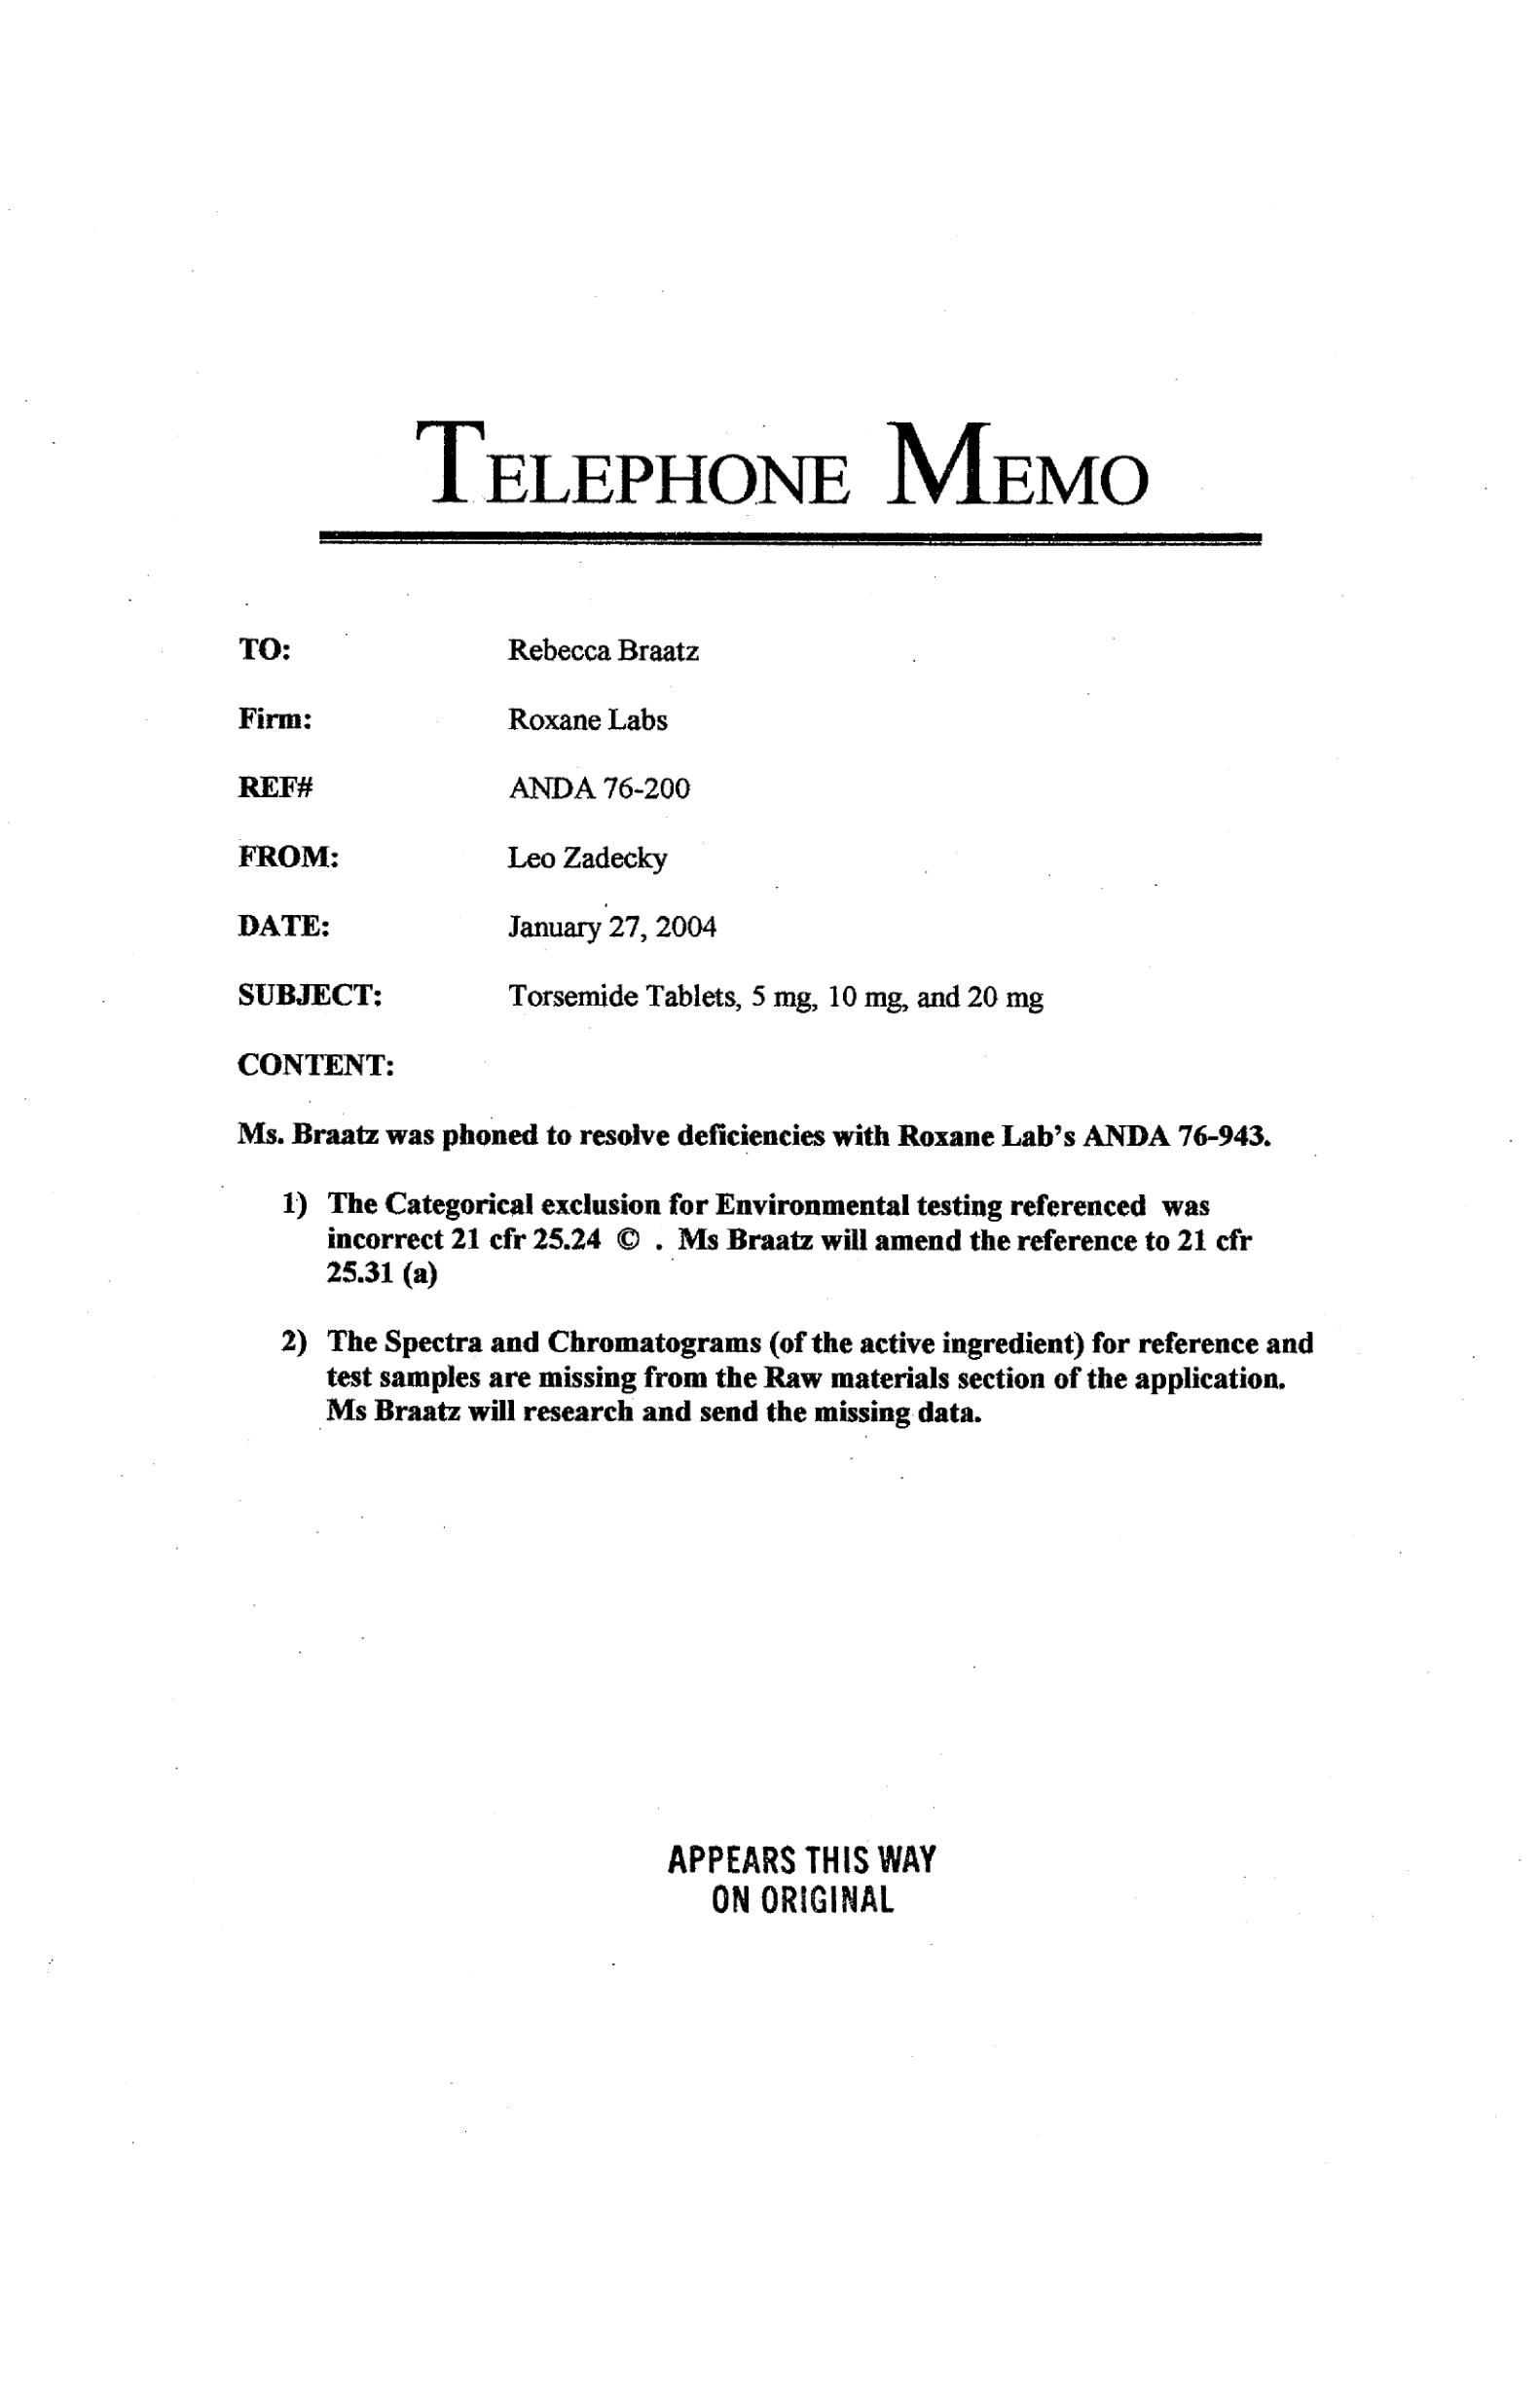 TELEPHONE MEMO
TO: Rebecca Braatz
Firm: Roxane Labs
REF# ANDA 76-200
FROM: Leo Zadecky
DATE: January 27, 2004
SUBJECT: Torsemide Tablets, 5 mg, 10 mg, and 20 mg
CONTENT:
Ms. Braatz was phoned to resolve deficiencies with Roxane Lab's ANDA 76-943.
1) The Categorical exclusion for Environmental testing referenced was
incorrect 21 cfr 25.24 © . Ms Braatz will amend the reference to 21 cfr
25.31 (a)
2) The Spectra and Chromatograms (of the active ingredient) for reference and
test samples are missing from the Raw materials section of the application.
Ms Braatz will research and send the missing data.
APPEARS THIS WAY
ON ORIGINAL